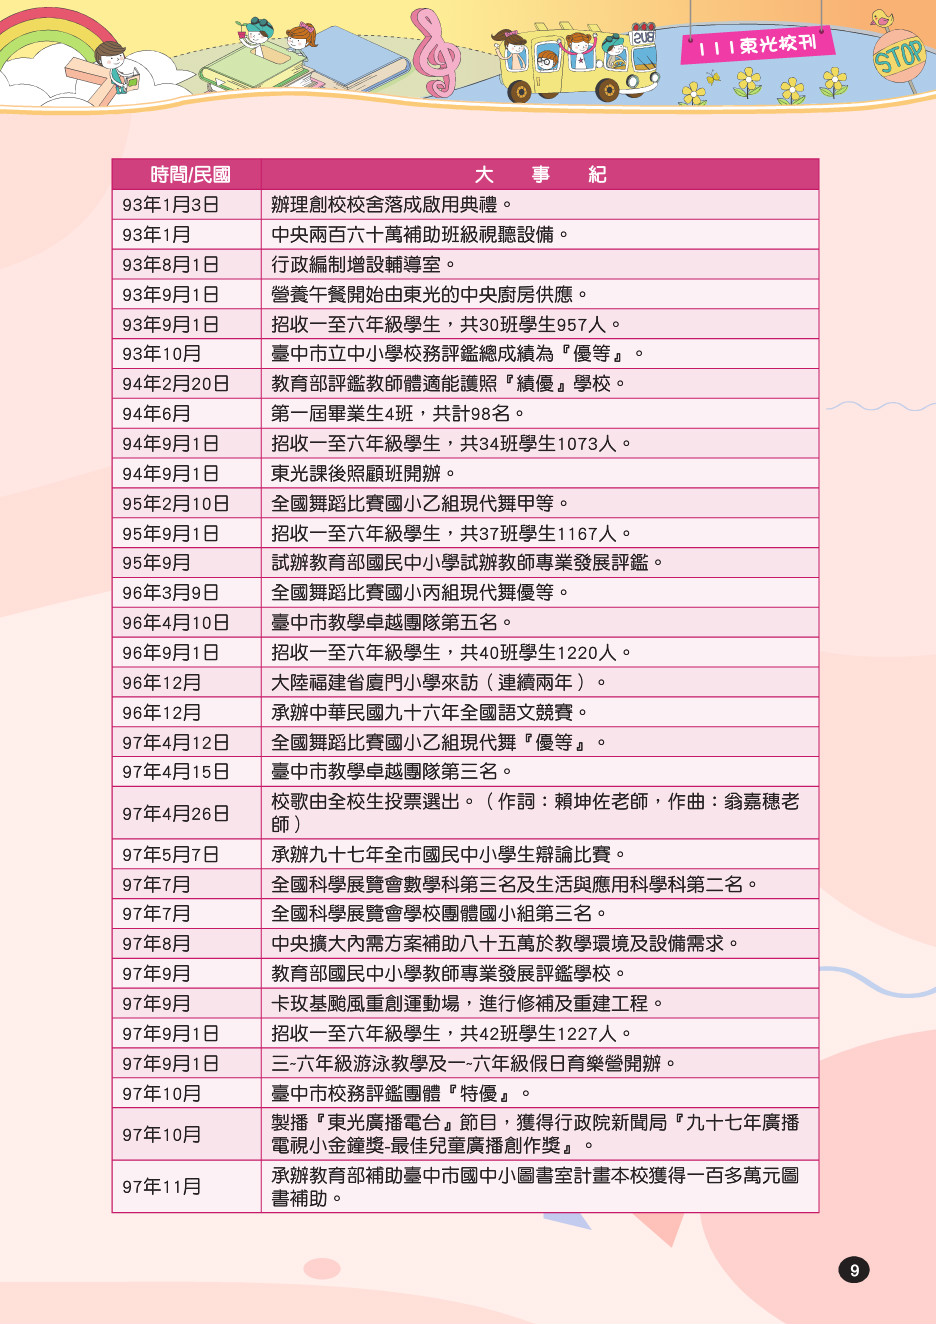 111東光校刊
STOP
BUS
時間/民國 大事紀
93年1月3日 辦理創校校舍落成啟用典禮。
93年1月 中央兩百六十萬補助班級視聽設備。
93年8月1日 行政編制增設輔導室。
93年9月1日 營養午餐開始由東光的中央廚房供應。
93年9月1日 招收一至六年級學生，共30班學生957人。
93年10月 臺中市立中小學校務評鑑總成績為『優等』。
94年2月20日 教育部評鑑教師體適能護照『績優』學校。
94年6月 第一屆畢業生4班，共計98名。
94年9月1日 招收一至六年級學生，共34班學生1073人。
94年9月1日 東光課後照顧班開辦。
95年2月10日 全國舞蹈比賽國小乙組現代舞甲等。
95年9月1日 招收一至六年級學生，共37班學生1167人。
95年9月 試辦教育部國民中小學試辦教師專業發展評鑑。
96年3月9日 全國舞蹈比賽國小丙組現代舞優等。
96年4月10日 臺中市教學卓越團隊第五名。
96年9月1日 招收一至六年級學生，共40班學生1220人。
96年12月 大陸福建省廈門小學來訪（連續兩年）。
96年12月 承辦中華民國九十六年全國語文競賽。
97年4月12日 全國舞蹈比賽國小乙組現代舞『優等』。
97年4月15日 臺中市教學卓越團隊第三名。
97年4月26日 校歌由全校生投票選出。（作詞：賴坤佐老師，作曲：翁嘉穗老
師）
97年5月7日 承辦九十七年全市國民中小學生辯論比賽。
97年7月 全國科學展覽會數學科第三名及生活與應用科學科第二名。
97年7月 全國科學展覽會學校團體國小組第三名。
97年8月 中央擴大內需方案補助八十五萬於教學環境及設備需求。
97年9月 教育部國民中小學教師專業發展評鑑學校。
97年9月 卡玫基颱風重創運動場，進行修補及重建工程。
97年9月1日 招收一至六年級學生，共42班學生1227人。
97年9月1日 三~六年級游泳教學及一~六年級假日育樂營開辦。
97年10月 臺中市校務評鑑團體『特優』。
97年10月 製播『東光廣播電台』節目，獲得行政院新聞局『九十七年廣播
電視小金鐘獎-最佳兒童廣播創作獎』。
97年11月 承辦教育部補助臺中市國中小圖書室計畫本校獲得一百多萬元圖
書補助。
9